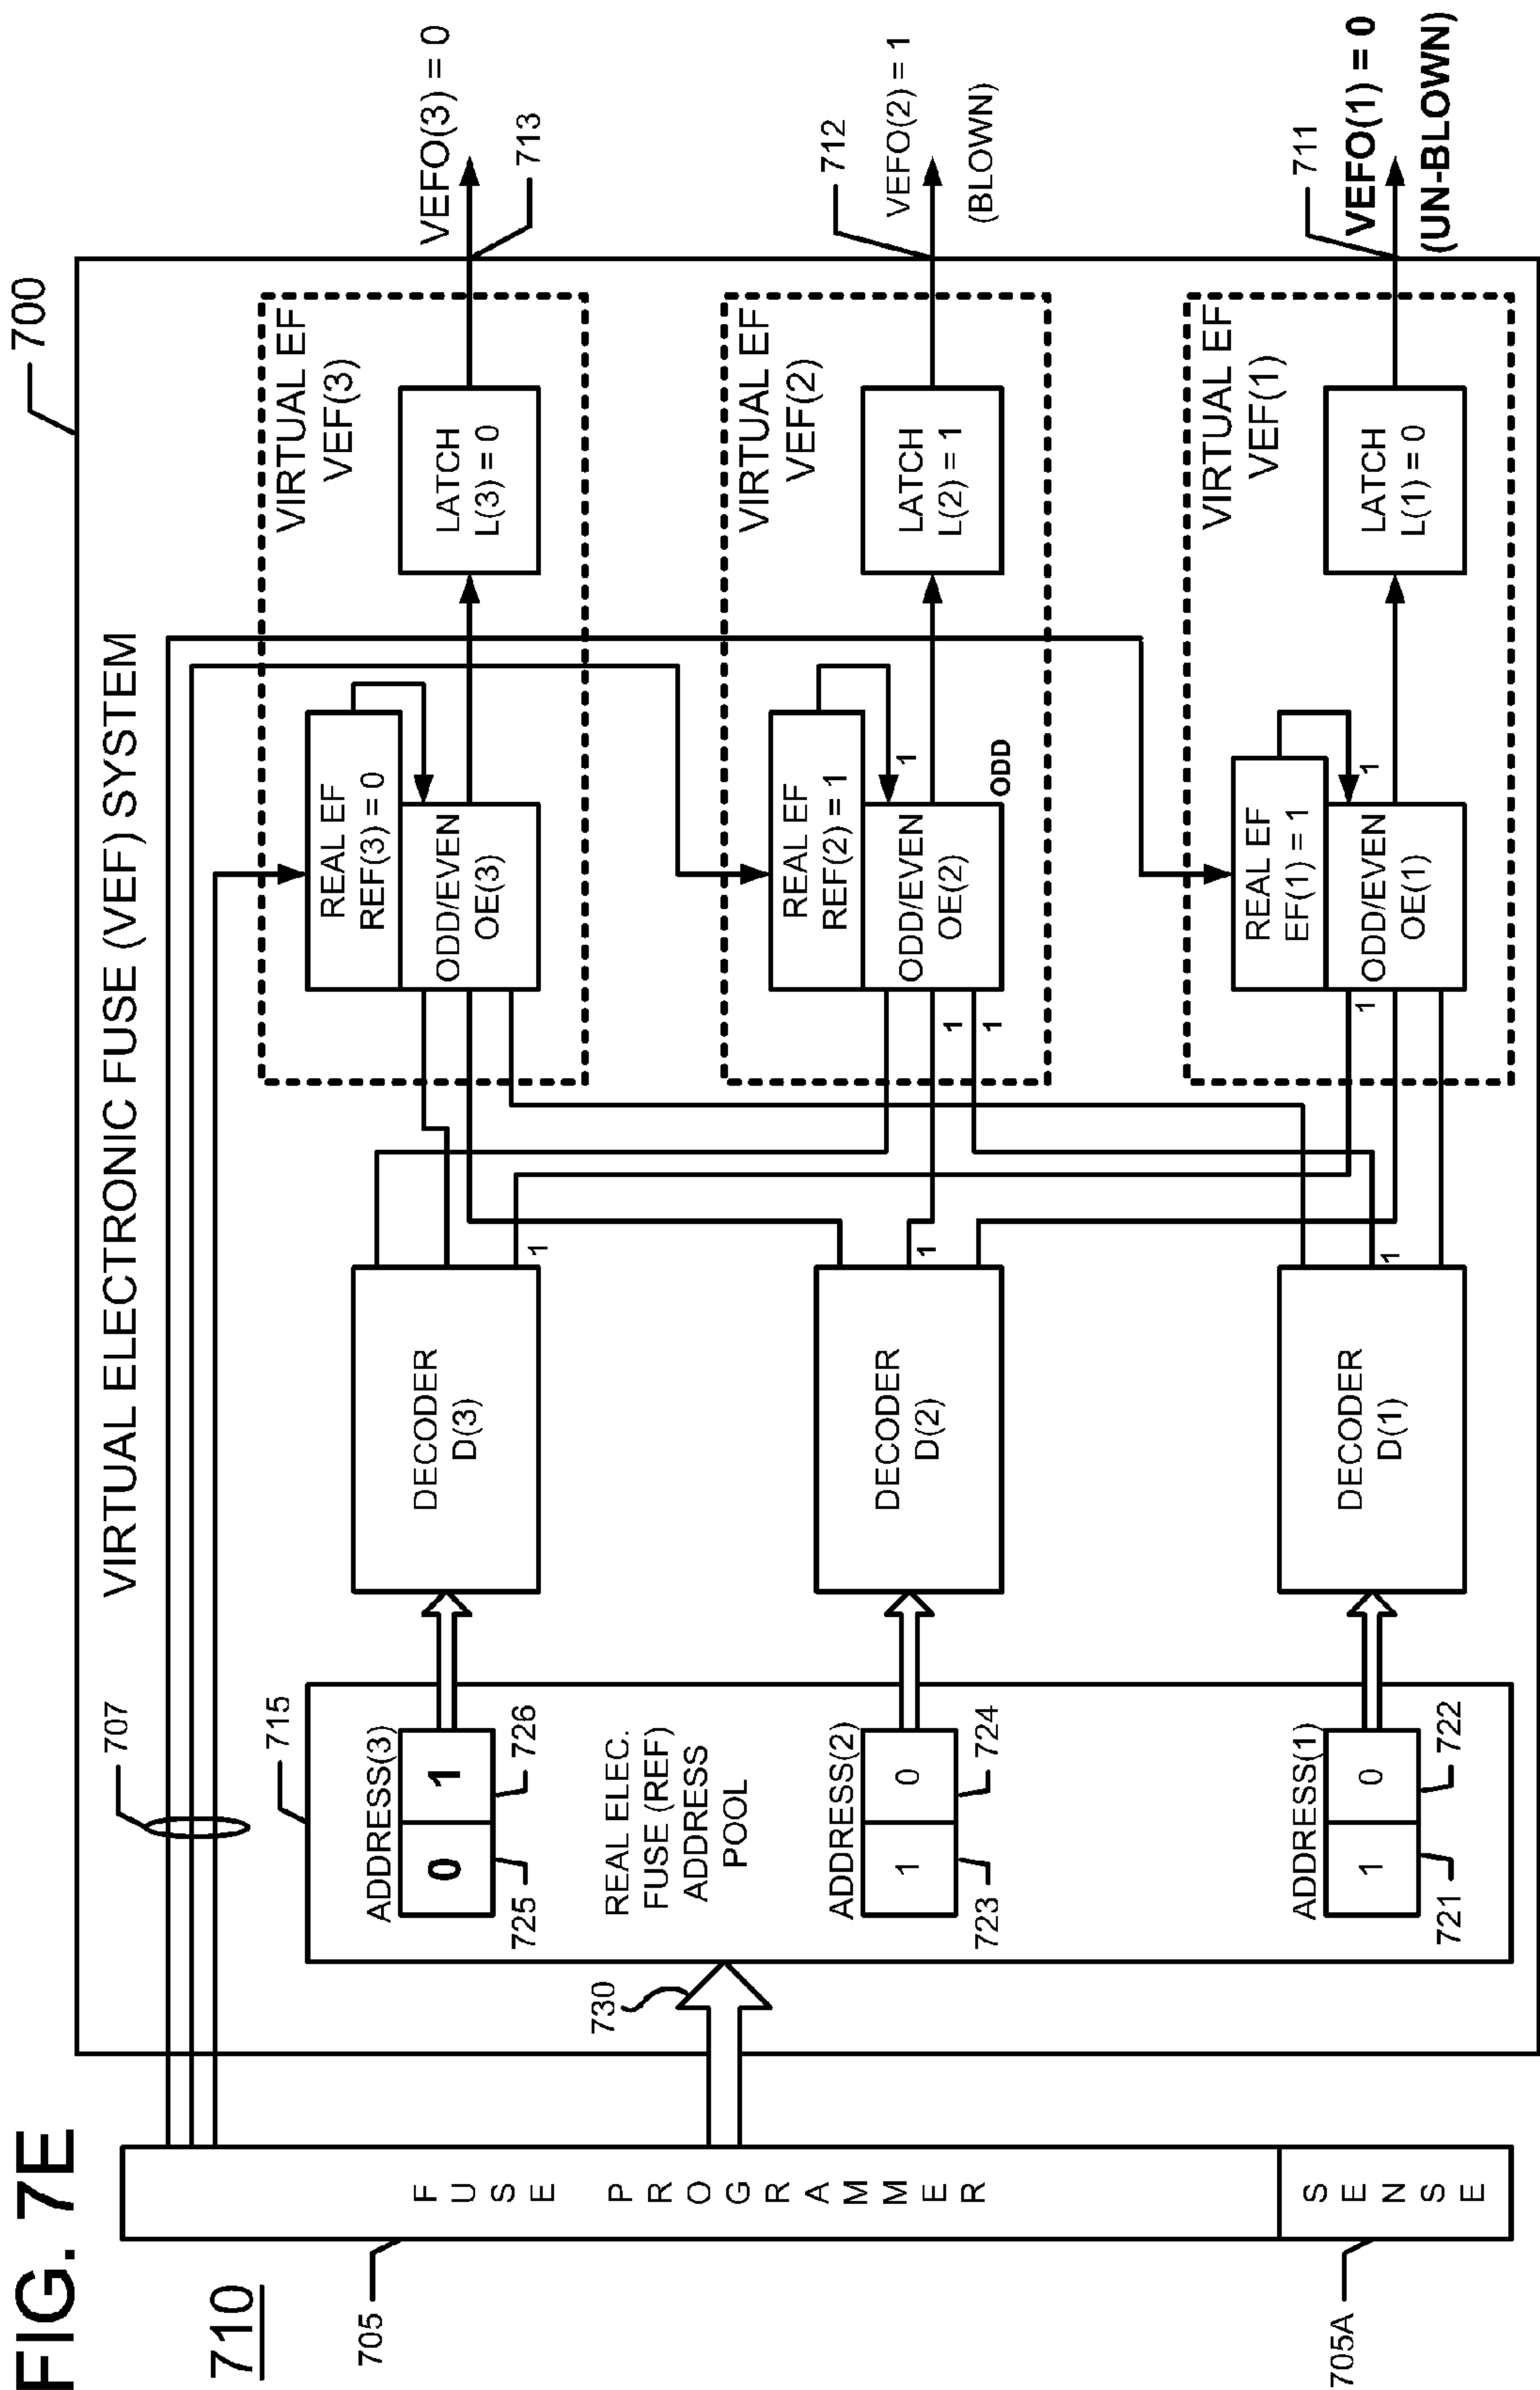 FIG. 7E
710
700
VIRTUAL ELECTRONIC FUSE (VEF) SYSTEM
705
FUSE PROGRAMMER
705A
SENSE
707
730
715
ADDRESS(3)
0 1
725
726
REAL ELEC.
FUSE (REF)
ADDRESS
POOL
ADDRESS(2)
1 0
723
724
ADDRESS(1)
1 0
721
722
DECODER
D(3)
1
DECODER
D(2)
1
DECODER
D(1)
1
VIRTUAL EF
VEF(3)
REAL EF
REF(3) = 0
ODD/EVEN
OE(3)
LATCH
L(3) = 0
VEFO(3) = 0
713
VIRTUAL EF
VEF(2)
REAL EF
REF(2) = 1
1
ODD/EVEN
OE(2)
1
1
ODD
LATCH
L(2) = 1
712
VEFO(2) = 1
(BLOWN)
VIRTUAL EF
VEF(1)
REAL EF
EF(1) = 1
1
1
ODD/EVEN
OE(1)
LATCH
L(1) = 0
711
VEFO(1) = 0
(UN-BLOWN)